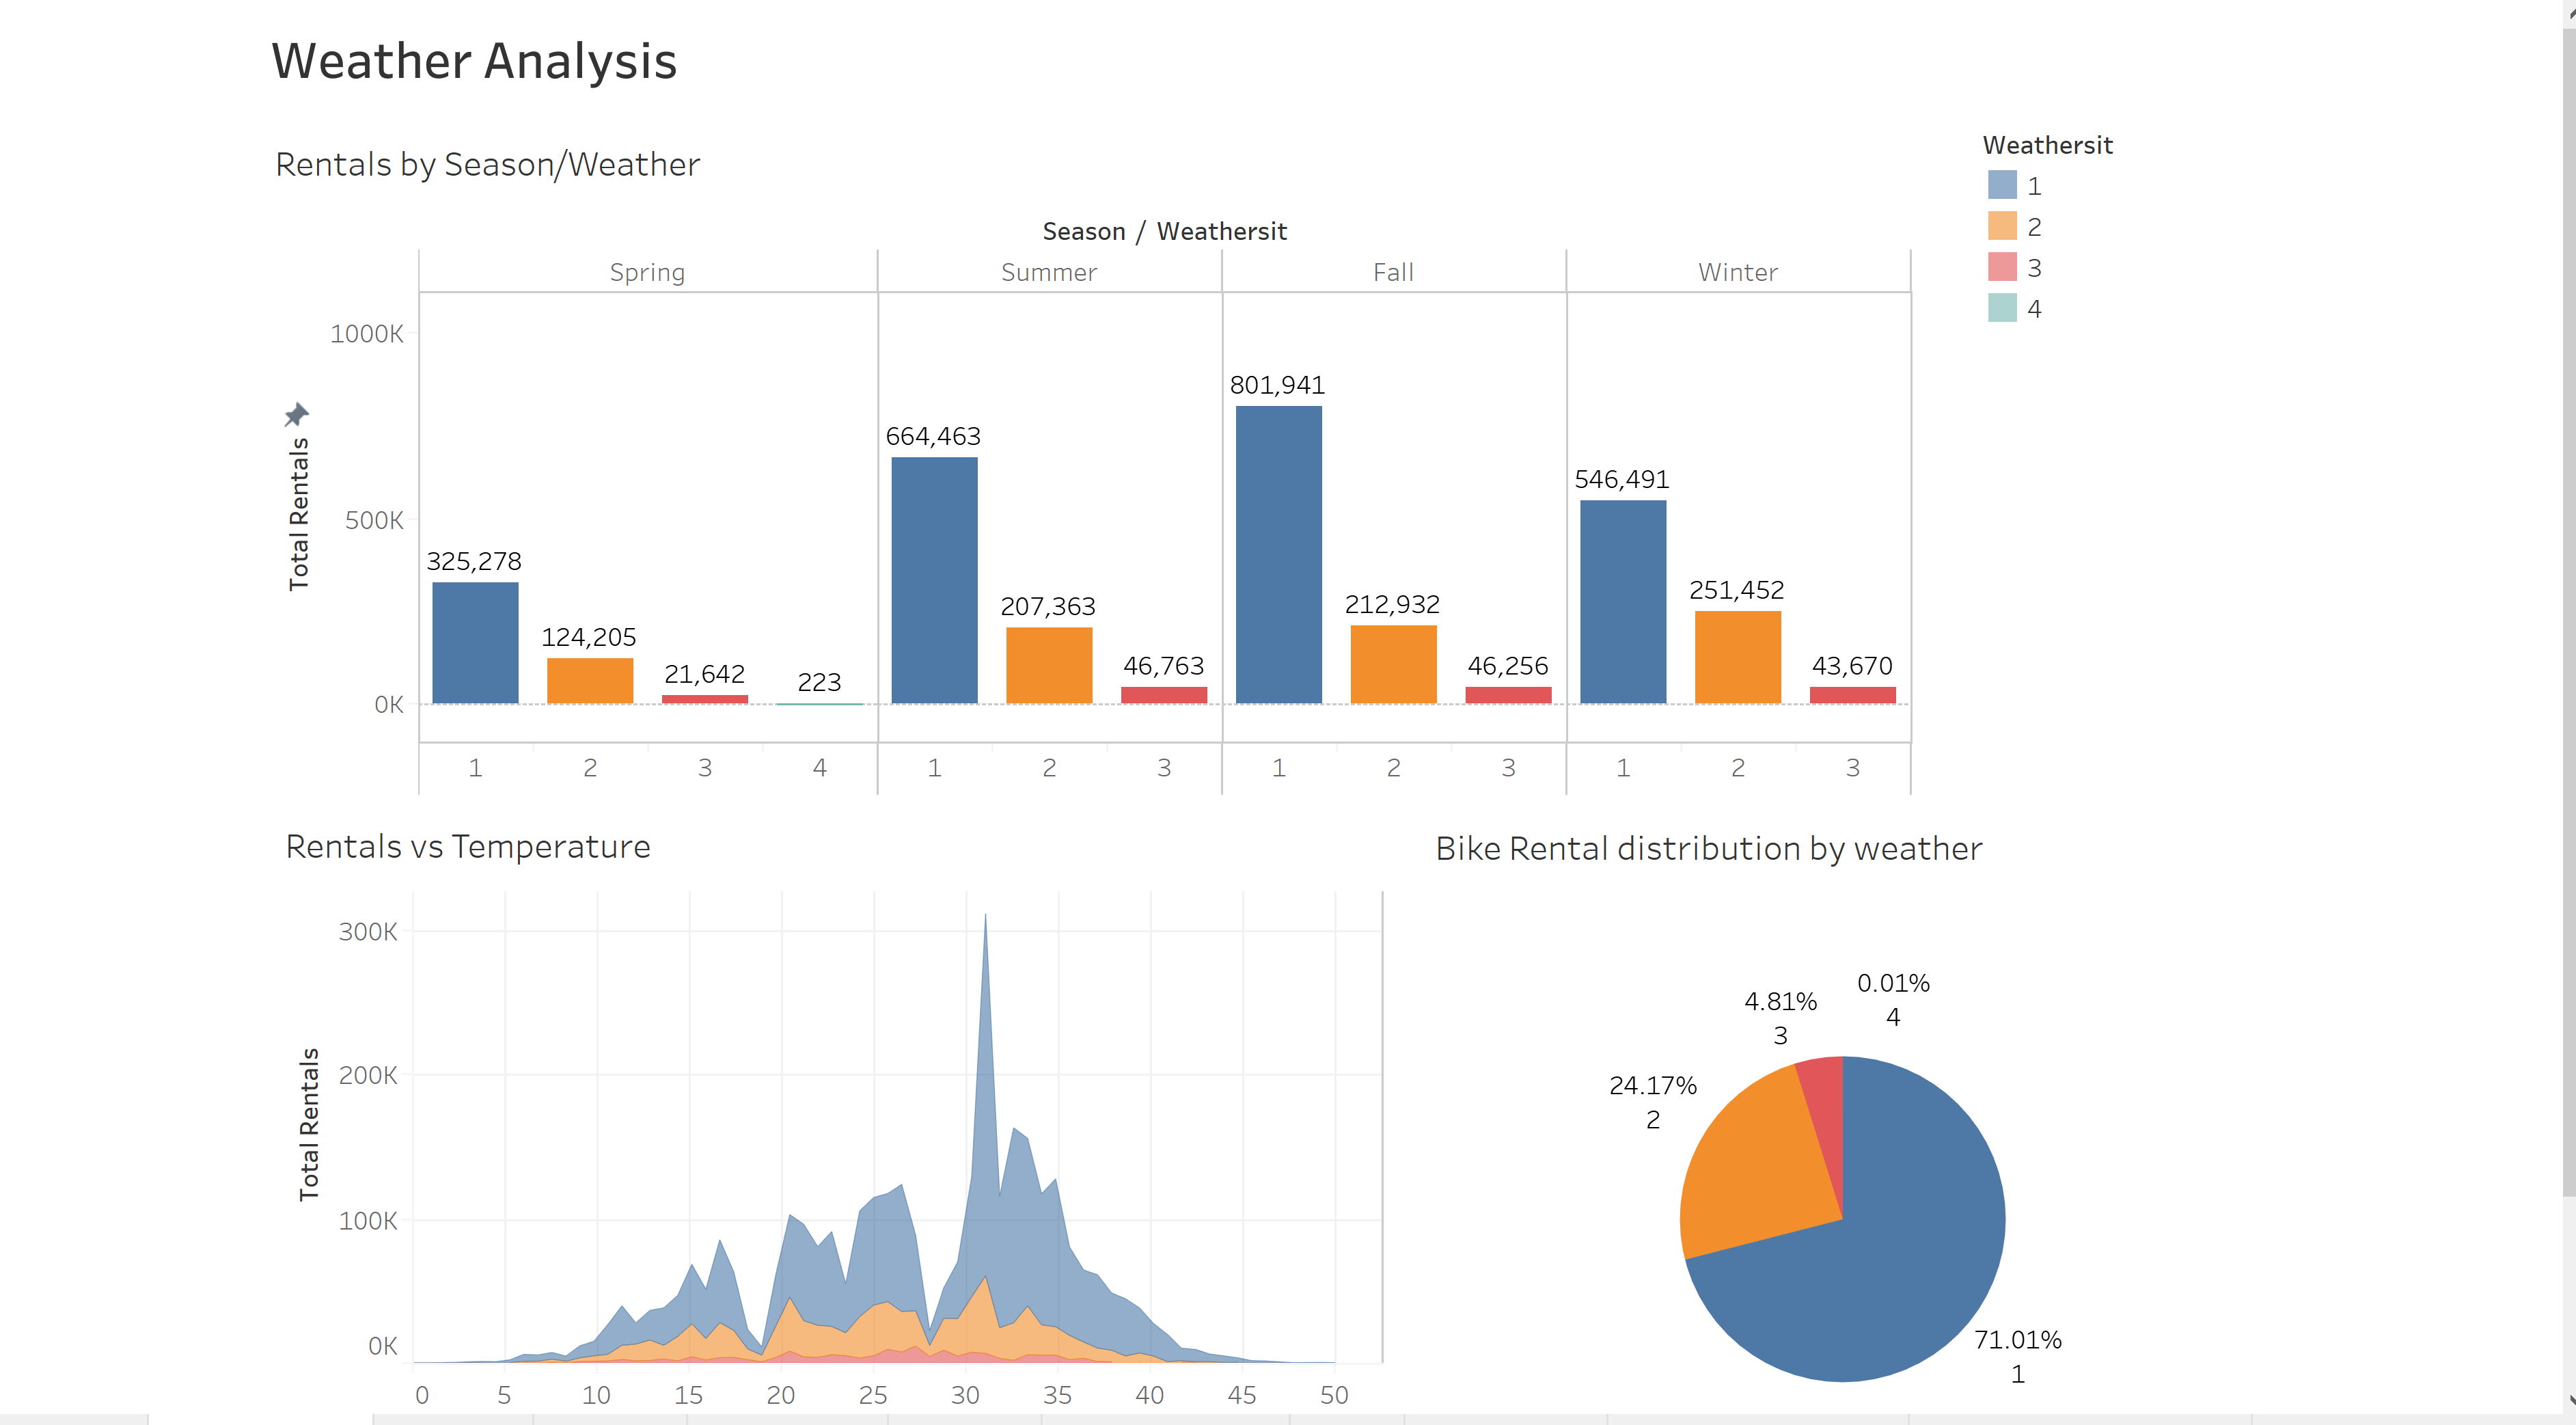 Weather Analysis
Rentals by Season/Weather
Weathersit
1
2
3
4
Season / Weathersit
Spring Summer Fall Winter
1000K
500K
0K
Total Rentals
325,278
124,205
21,642
223
664,463
207,363
46,763
801,941
212,932
46,256
546,491
251,452
43,670
1 2 3 4 1 2 3 1 2 3 1 2 3
Rentals vs Temperature
300K
200K
100K
0K
Total Rentals
0 5 10 15 20 25 30 35 40 45 50
Bike Rental distribution by weather
0.01%
4
4.81%
3
24.17%
2
71.01%
1